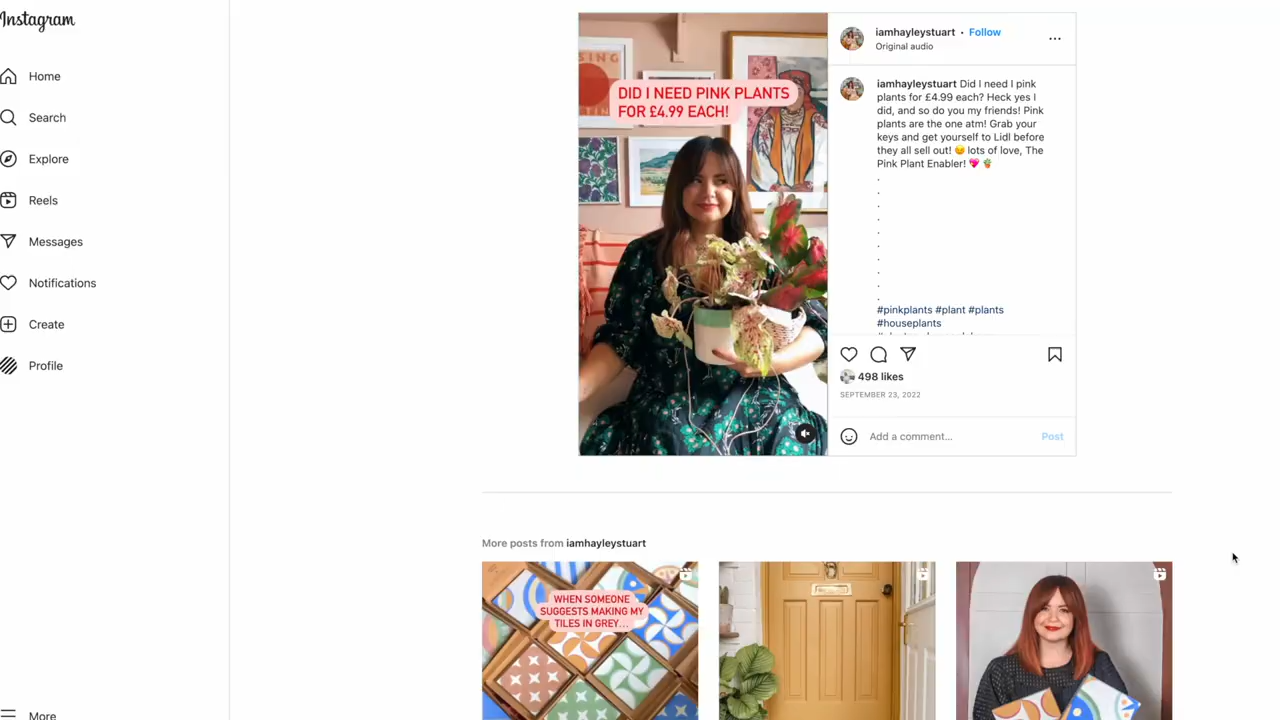 Instagram
Home
Search
Explore
Reels
Messages
Notifications
Create
Profile
More
DID I NEED PINK PLANTS
FOR £4.99 EACH!
iamhayleystuart • Follow
Original audio
iamhayleystuart Did I need I pink
plants for £4.99 each? Heck yes I
did, and so do you my friends! Pink
plants are the one atm! Grab your
keys and get yourself to Lidl before
they all sell out! 😏 lots of love, The
Pink Plant Enabler! 💖 🪴
.
.
.
.
.
.
.
.
.
.
#pinkplants #plant #plants
#houseplants
498 likes
SEPTEMBER 23, 2022
Add a comment... Post
More posts from iamhayleystuart
WHEN SOMEONE
SUGGESTS MAKING MY
TILES IN GREY...